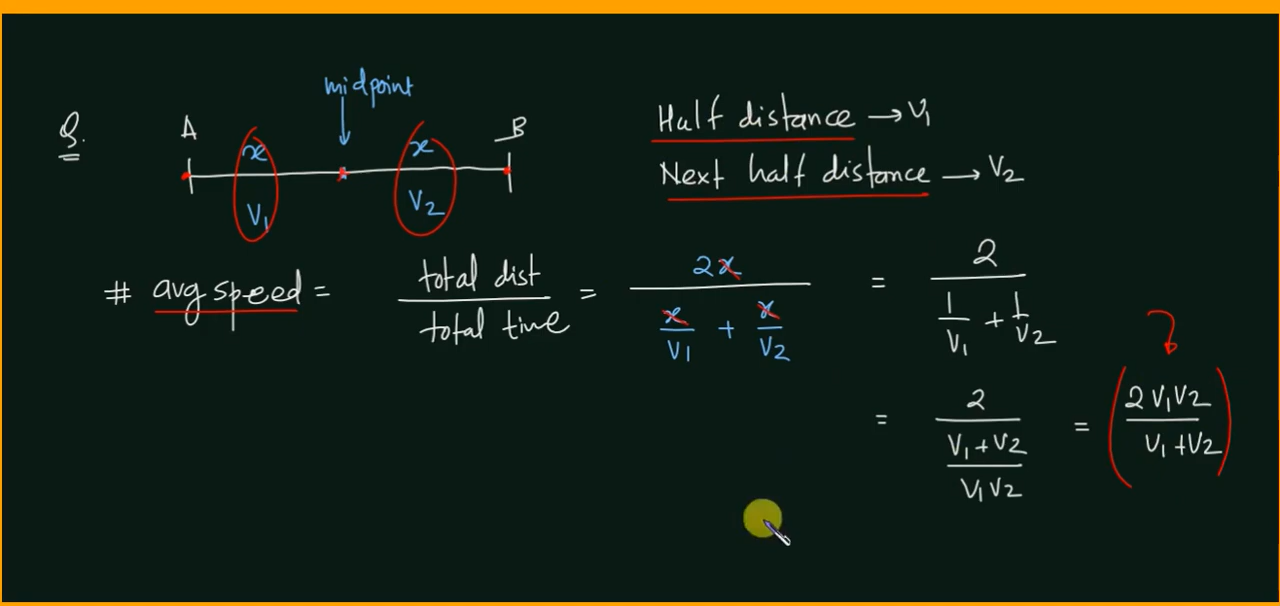 midpoint
Q. A x x B
V₁ V₂
Half distance → V₁
Next half distance → V₂
# avg speed = total dist / total time = 2x / (x/V₁ + x/V₂) = 2 / (1/V₁ + 1/V₂)
= 2 / ((V₁+V₂)/(V₁V₂)) = (2V₁V₂ / (V₁+V₂))